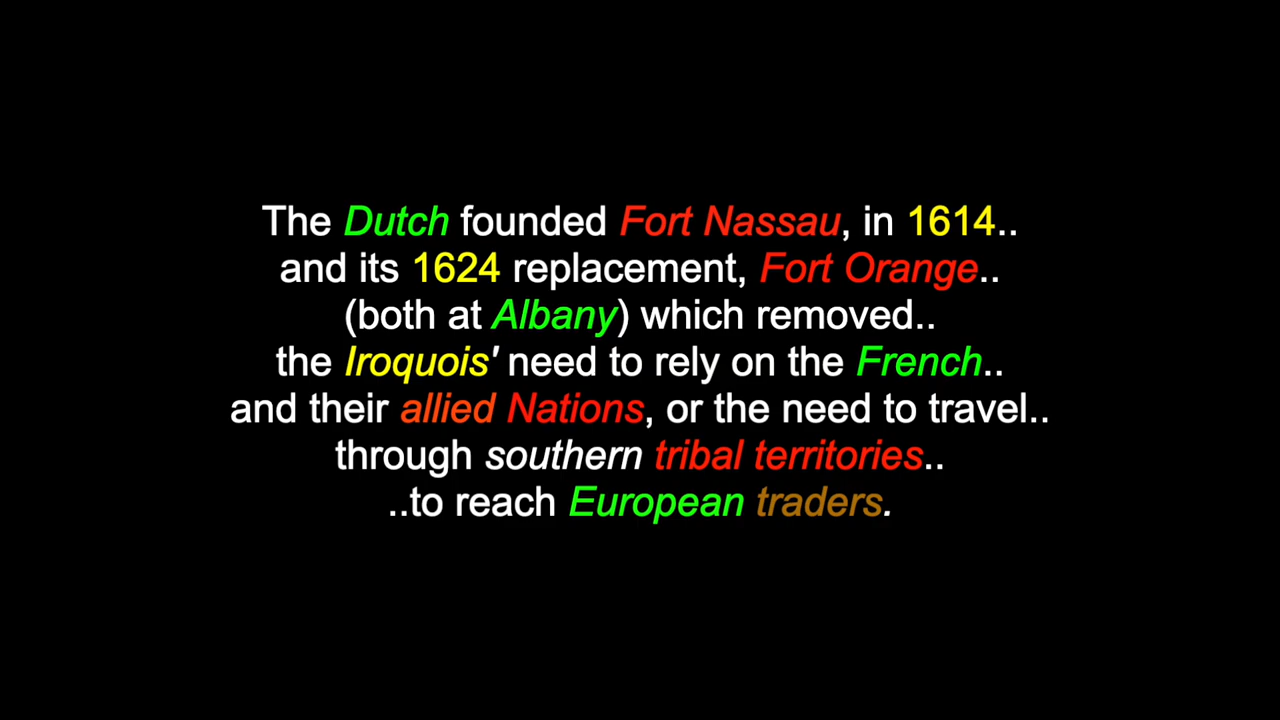 The Dutch founded Fort Nassau, in 1614..
and its 1624 replacement, Fort Orange..
(both at Albany) which removed..
the Iroquois' need to rely on the French..
and their allied Nations, or the need to travel..
through southern tribal territories..
..to reach European traders.